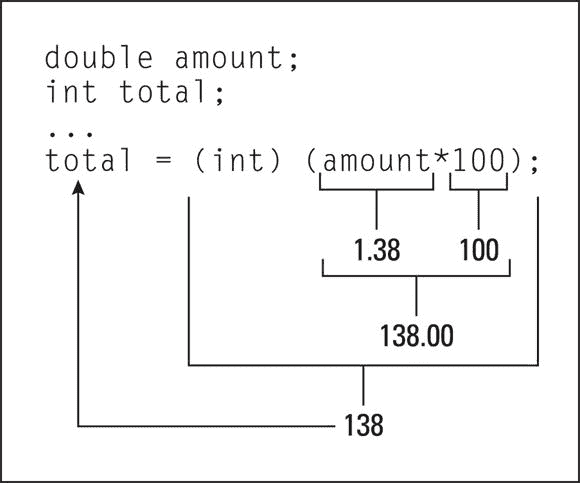 double amount;
int total;
...
total = (int) (amount*100);
1.38 100
138.00
138